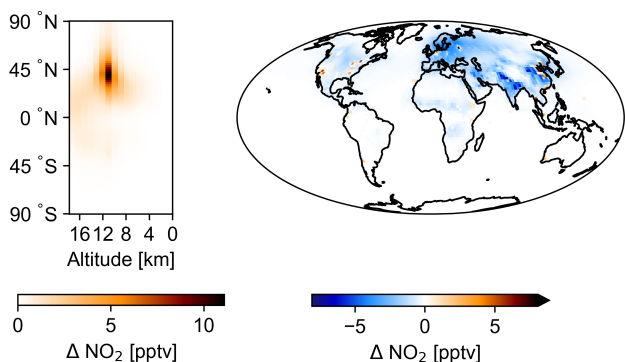 90 °N
45 °N
0 °N
45 °S
90 °S
16 12 8 4 0
Altitude [km]
0 5 10
Δ NO₂ [pptv]
−5 0 5
Δ NO₂ [pptv]